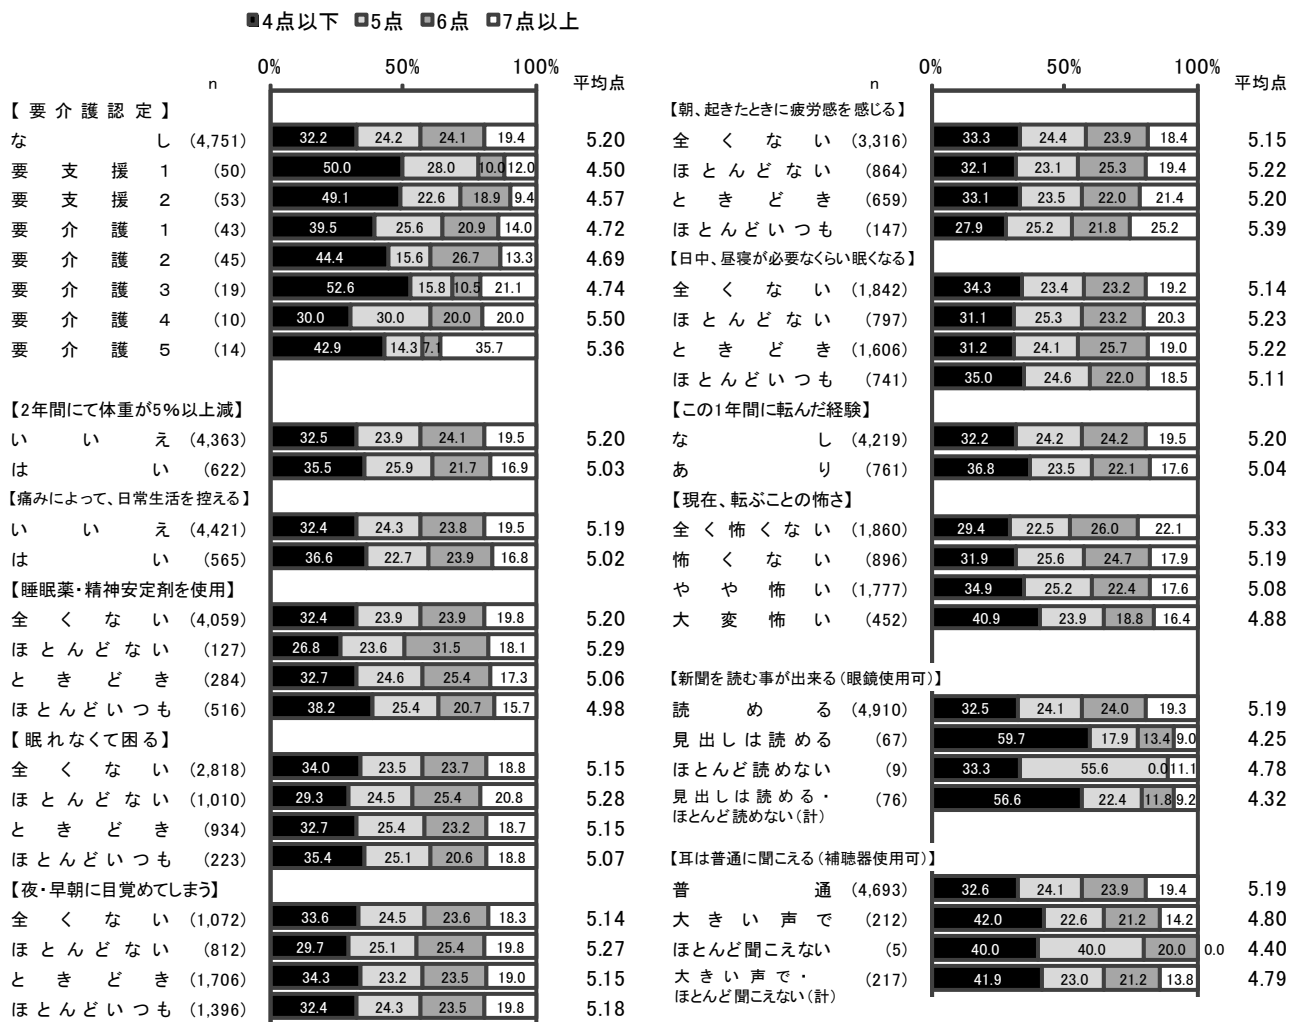 ■4点以下 □5点 ■6点 □7点以上
0% 50% 100%
n 平均点
【要介護認定】
なし (4,751) 32.2 24.2 24.1 19.4 5.20
要支援1 (50) 50.0 28.0 10.0 12.0 4.50
要支援2 (53) 49.1 22.6 18.9 9.4 4.57
要介護1 (43) 39.5 25.6 20.9 14.0 4.72
要介護2 (45) 44.4 15.6 26.7 13.3 4.69
要介護3 (19) 52.6 15.8 10.5 21.1 4.74
要介護4 (10) 30.0 30.0 20.0 20.0 5.50
要介護5 (14) 42.9 14.3 7.1 35.7 5.36
【2年間にて体重が5%以上減】
いいえ (4,363) 32.5 23.9 24.1 19.5 5.20
はい (622) 35.5 25.9 21.7 16.9 5.03
【痛みによって、日常生活を控える】
いいえ (4,421) 32.4 24.3 23.8 19.5 5.19
はい (565) 36.6 22.7 23.9 16.8 5.02
【睡眠薬・精神安定剤を使用】
全くない (4,059) 32.4 23.9 23.9 19.8 5.20
ほとんどない (127) 26.8 23.6 31.5 18.1 5.29
ときどき (284) 32.7 24.6 25.4 17.3 5.06
ほとんどいつも (516) 38.2 25.4 20.7 15.7 4.98
【眠れなくて困る】
全くない (2,818) 34.0 23.5 23.7 18.8 5.15
ほとんどない (1,010) 29.3 24.5 25.4 20.8 5.28
ときどき (934) 32.7 25.4 23.2 18.7 5.15
ほとんどいつも (223) 35.4 25.1 20.6 18.8 5.07
【夜・早朝に目覚めてしまう】
全くない (1,072) 33.6 24.5 23.6 18.3 5.14
ほとんどない (812) 29.7 25.1 25.4 19.8 5.27
ときどき (1,706) 34.3 23.2 23.5 19.0 5.15
ほとんどいつも (1,396) 32.4 24.3 23.5 19.8 5.18
0% 50% 100%
n 平均点
【朝、起きたときに疲労感を感じる】
全くない (3,316) 33.3 24.4 23.9 18.4 5.15
ほとんどない (864) 32.1 23.1 25.3 19.4 5.22
ときどき (659) 33.1 23.5 22.0 21.4 5.20
ほとんどいつも (147) 27.9 25.2 21.8 25.2 5.39
【日中、昼寝が必要なくらい眠くなる】
全くない (1,842) 34.3 23.4 23.2 19.2 5.14
ほとんどない (797) 31.1 25.3 23.2 20.3 5.23
ときどき (1,606) 31.2 24.1 25.7 19.0 5.22
ほとんどいつも (741) 35.0 24.6 22.0 18.5 5.11
【この1年間に転んだ経験】
なし (4,219) 32.2 24.2 24.2 19.5 5.20
あり (761) 36.8 23.5 22.1 17.6 5.04
【現在、転ぶことの怖さ】
全く怖くない (1,860) 29.4 22.5 26.0 22.1 5.33
怖くない (896) 31.9 25.6 24.7 17.9 5.19
やや怖い (1,777) 34.9 25.2 22.4 17.6 5.08
大変怖い (452) 40.9 23.9 18.8 16.4 4.88
【新聞を読む事が出来る(眼鏡使用可)】
読める (4,910) 32.5 24.1 24.0 19.3 5.19
見出しは読める (67) 59.7 17.9 13.4 9.0 4.25
ほとんど読めない (9) 33.3 55.6 0.0 11.1 4.78
見出しは読める・
ほとんど読めない(計) (76) 56.6 22.4 11.8 9.2 4.32
【耳は普通に聞こえる(補聴器使用可)】
普通 (4,693) 32.6 24.1 23.9 19.4 5.19
大きい声で (212) 42.0 22.6 21.2 14.2 4.80
ほとんど聞こえない (5) 40.0 40.0 20.0 0.0 4.40
大きい声で・
ほとんど聞こえない(計) (217) 41.9 23.0 21.2 13.8 4.79